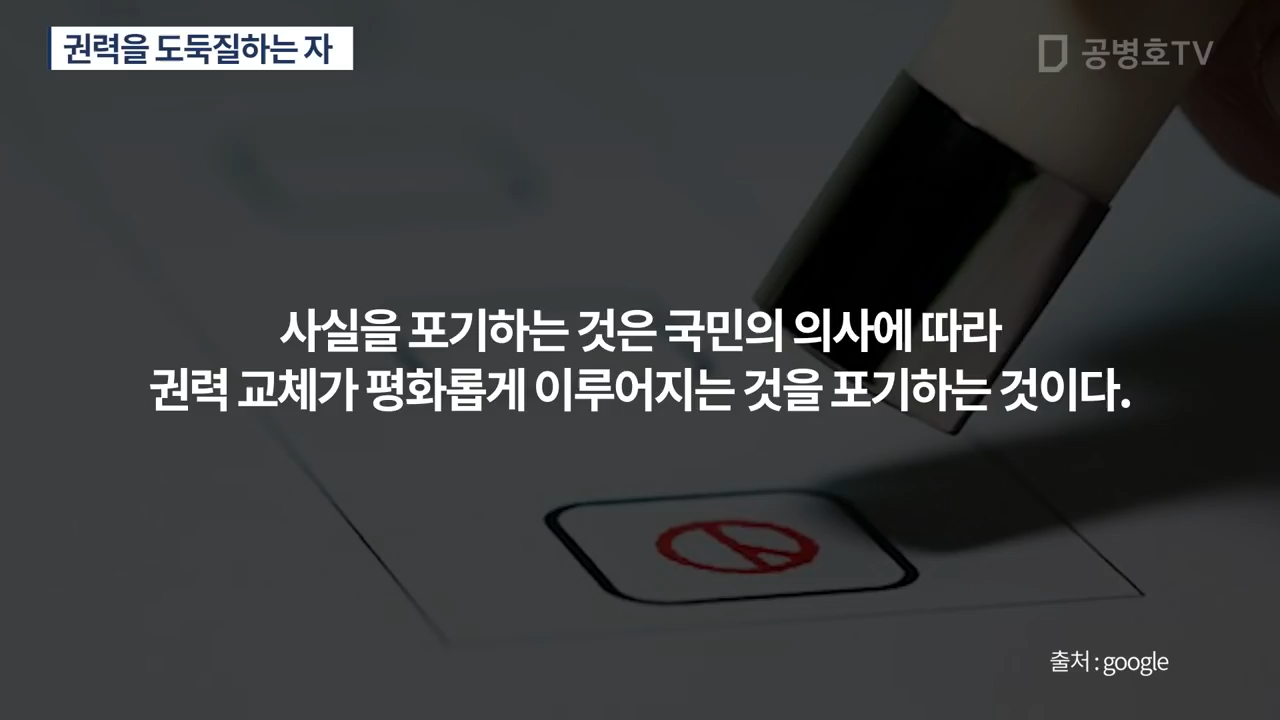 권력을 도둑질하는 자
공병호TV
사실을 포기하는 것은 국민의 의사에 따라
권력 교체가 평화롭게 이루어지는 것을 포기하는 것이다.
출처 : google